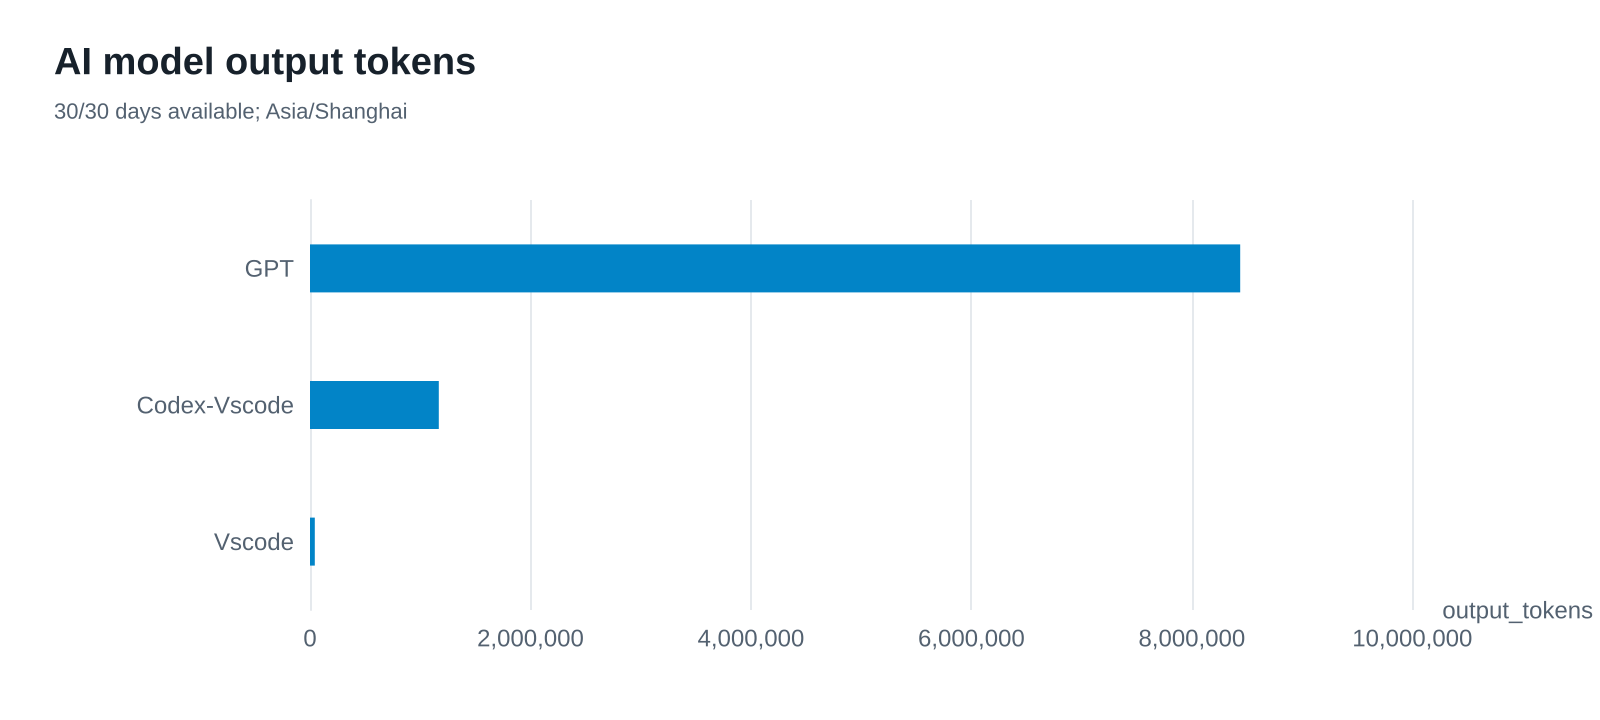 AI model output tokens
30/30 days available; Asia/Shanghai
GPT
Codex-Vscode
Vscode
output_tokens
0 2,000,000 4,000,000 6,000,000 8,000,000 10,000,000